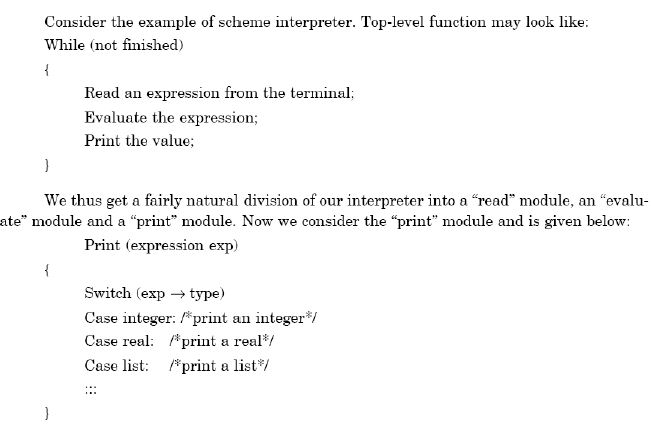 Consider the example of scheme interpreter. Top-level function may look like:
While (not finished)
{
Read an expression from the terminal;
Evaluate the expression;
Print the value;
}
We thus get a fairly natural division of our interpreter into a “read” module, an “evalu-
ate” module and a “print” module. Now we consider the “print” module and is given below:
Print (expression exp)
{
Switch (exp → type)
Case integer: /*print an integer*/
Case real: /*print a real*/
Case list: /*print a list*/
:::
}